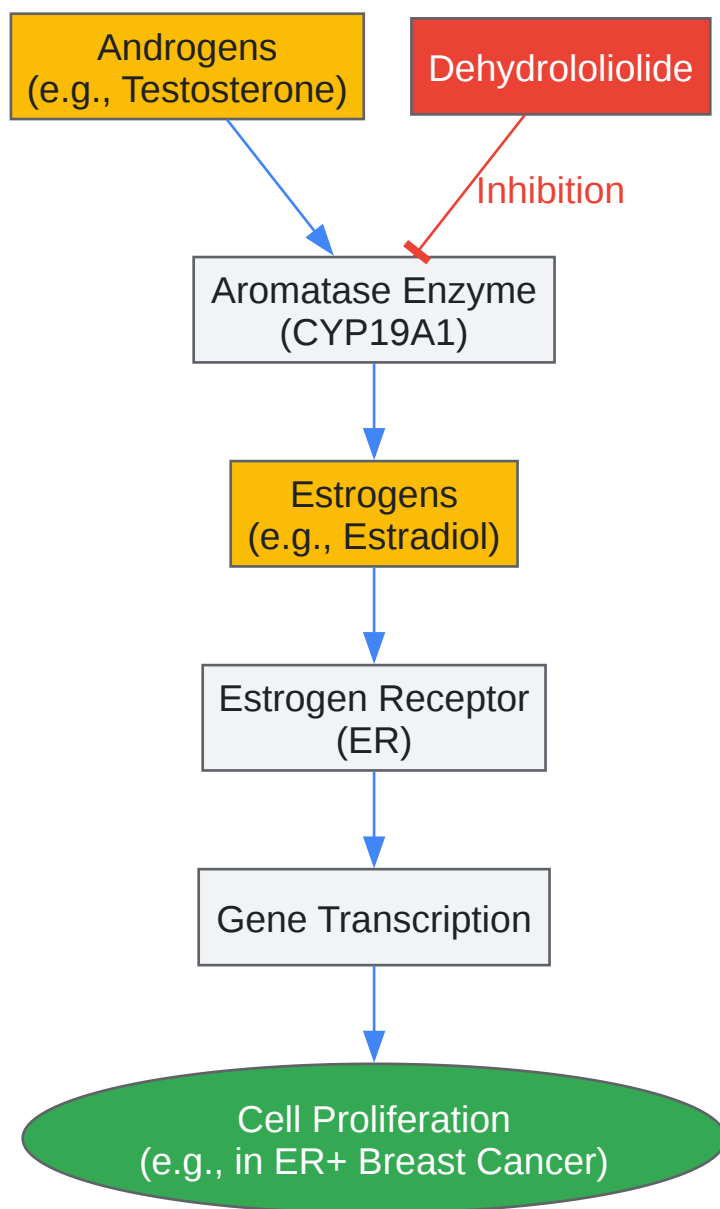 Androgens
(e.g., Testosterone)
Dehydrololiolide
Inhibition
Aromatase Enzyme
(CYP19A1)
Estrogens
(e.g., Estradiol)
Estrogen Receptor
(ER)
Gene Transcription
Cell Proliferation
(e.g., in ER+ Breast Cancer)